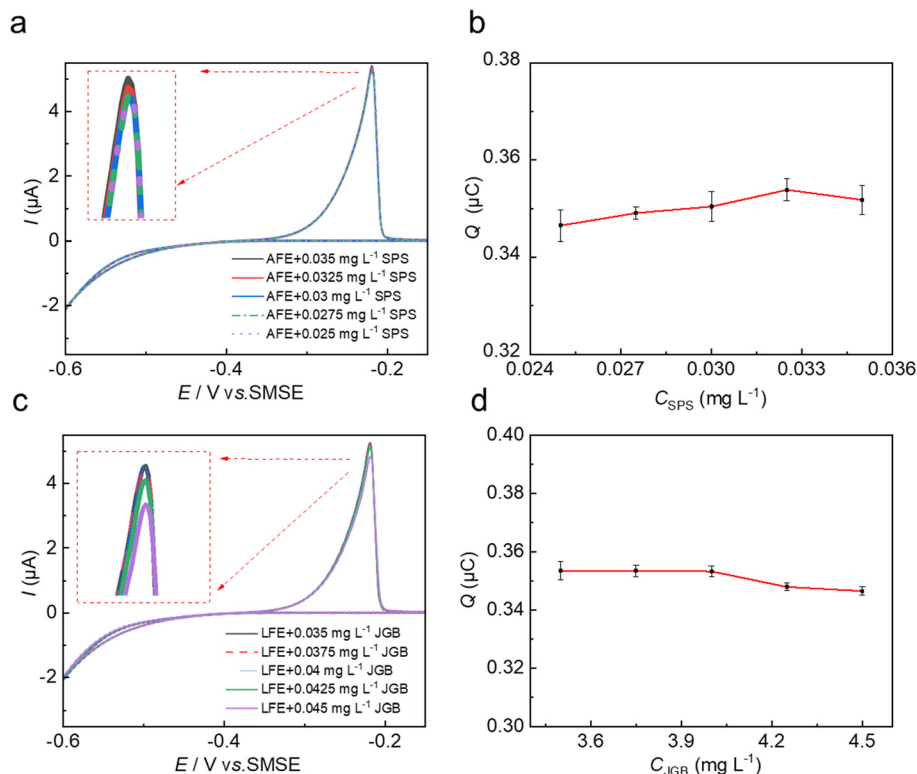 a
4
2
0
-2
I (µA)
AFE+0.035 mg L⁻¹ SPS
AFE+0.0325 mg L⁻¹ SPS
AFE+0.03 mg L⁻¹ SPS
AFE+0.0275 mg L⁻¹ SPS
AFE+0.025 mg L⁻¹ SPS
-0.6 -0.4 -0.2
E / V vs.SMSE
b
0.38
0.36
0.34
0.32
Q (µC)
0.024 0.027 0.030 0.033 0.036
C_SPS (mg L⁻¹)
c
4
2
0
-2
I (µA)
LFE+0.035 mg L⁻¹ JGB
LFE+0.0375 mg L⁻¹ JGB
LFE+0.04 mg L⁻¹ JGB
LFE+0.0425 mg L⁻¹ JGB
LFE+0.045 mg L⁻¹ JGB
-0.6 -0.4 -0.2
E / V vs.SMSE
d
0.40
0.38
0.36
0.34
0.32
0.30
Q (µC)
3.6 3.9 4.2 4.5
C_JGB (mg L⁻¹)